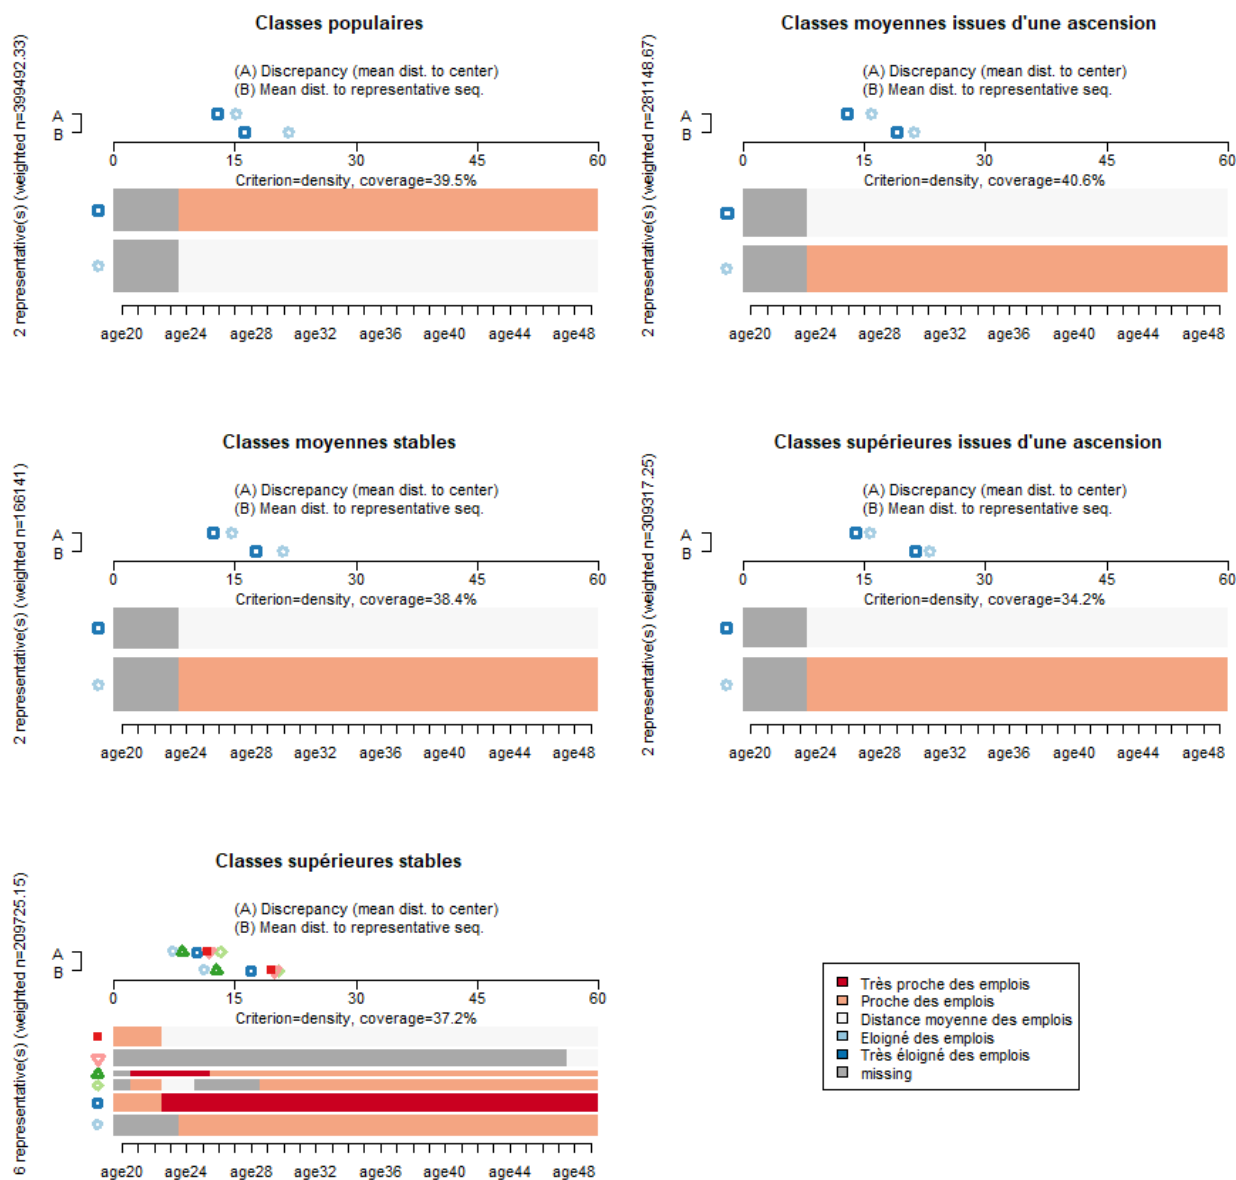 Classes populaires
2 representative(s) (weighted n=399492.33)
(A) Discrepancy (mean dist. to center)
(B) Mean dist. to representative seq.
A
B
0 15 30 45 60
Criterion=density, coverage=39.5%
age20 age24 age28 age32 age36 age40 age44 age48
Classes moyennes issues d'une ascension
2 representative(s) (weighted n=281148.67)
(A) Discrepancy (mean dist. to center)
(B) Mean dist. to representative seq.
A
B
0 15 30 45 60
Criterion=density, coverage=40.6%
age20 age24 age28 age32 age36 age40 age44 age48
Classes moyennes stables
2 representative(s) (weighted n=166141)
(A) Discrepancy (mean dist. to center)
(B) Mean dist. to representative seq.
A
B
0 15 30 45 60
Criterion=density, coverage=38.4%
age20 age24 age28 age32 age36 age40 age44 age48
Classes supérieures issues d'une ascension
2 representative(s) (weighted n=309317.25)
(A) Discrepancy (mean dist. to center)
(B) Mean dist. to representative seq.
A
B
0 15 30 45 60
Criterion=density, coverage=34.2%
age20 age24 age28 age32 age36 age40 age44 age48
Classes supérieures stables
6 representative(s) (weighted n=209725.15)
(A) Discrepancy (mean dist. to center)
(B) Mean dist. to representative seq.
A
B
0 15 30 45 60
Criterion=density, coverage=37.2%
age20 age24 age28 age32 age36 age40 age44 age48
Très proche des emplois
Proche des emplois
Distance moyenne des emplois
Eloigné des emplois
Très éloigné des emplois
missing